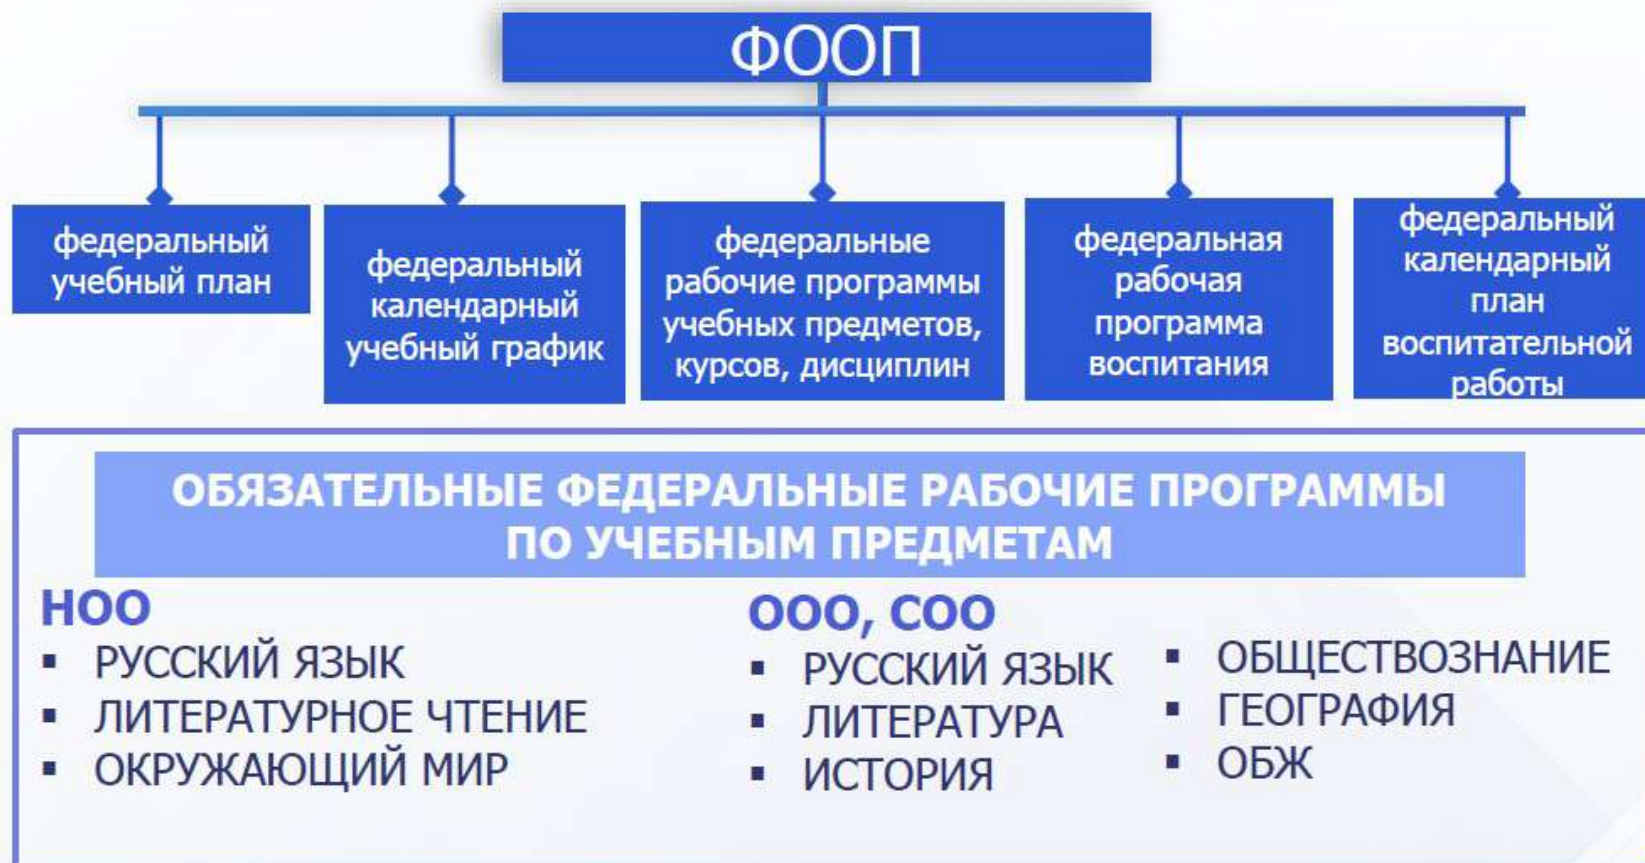 ФООП
федеральный
учебный план
федеральный
календарный
учебный график
федеральные
рабочие программы
учебных предметов,
курсов, дисциплин
федеральная
рабочая
программа
воспитания
федеральный
календарный
план
воспитательной
работы
ОБЯЗАТЕЛЬНЫЕ ФЕДЕРАЛЬНЫЕ РАБОЧИЕ ПРОГРАММЫ
ПО УЧЕБНЫМ ПРЕДМЕТАМ
НОО
▪ РУССКИЙ ЯЗЫК
▪ ЛИТЕРАТУРНОЕ ЧТЕНИЕ
▪ ОКРУЖАЮЩИЙ МИР
ООО, СОО
▪ РУССКИЙ ЯЗЫК
▪ ЛИТЕРАТУРА
▪ ИСТОРИЯ
▪ ОБЩЕСТВОЗНАНИЕ
▪ ГЕОГРАФИЯ
▪ ОБЖ